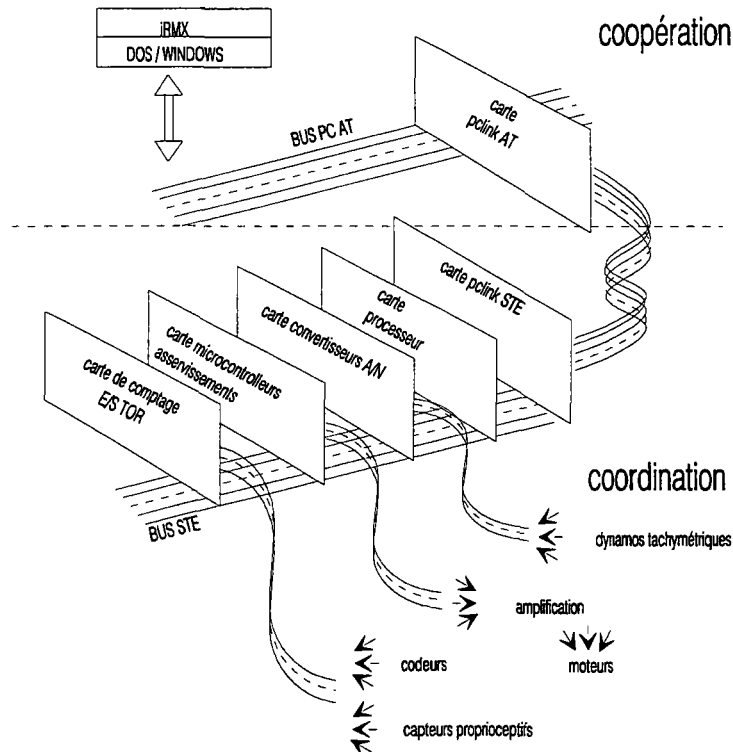 iRMX
DOS / WINDOWS
coopération
carte
pclink AT
BUS PC AT
carte pclink STE
carte
processeur
carte convertisseurs A/N
carte microcontrolleurs
asservissements
carte de comptage
E/S TOR
BUS STE
coordination
dynamos tachymétriques
amplification
moteurs
codeurs
capteurs proprioceptifs